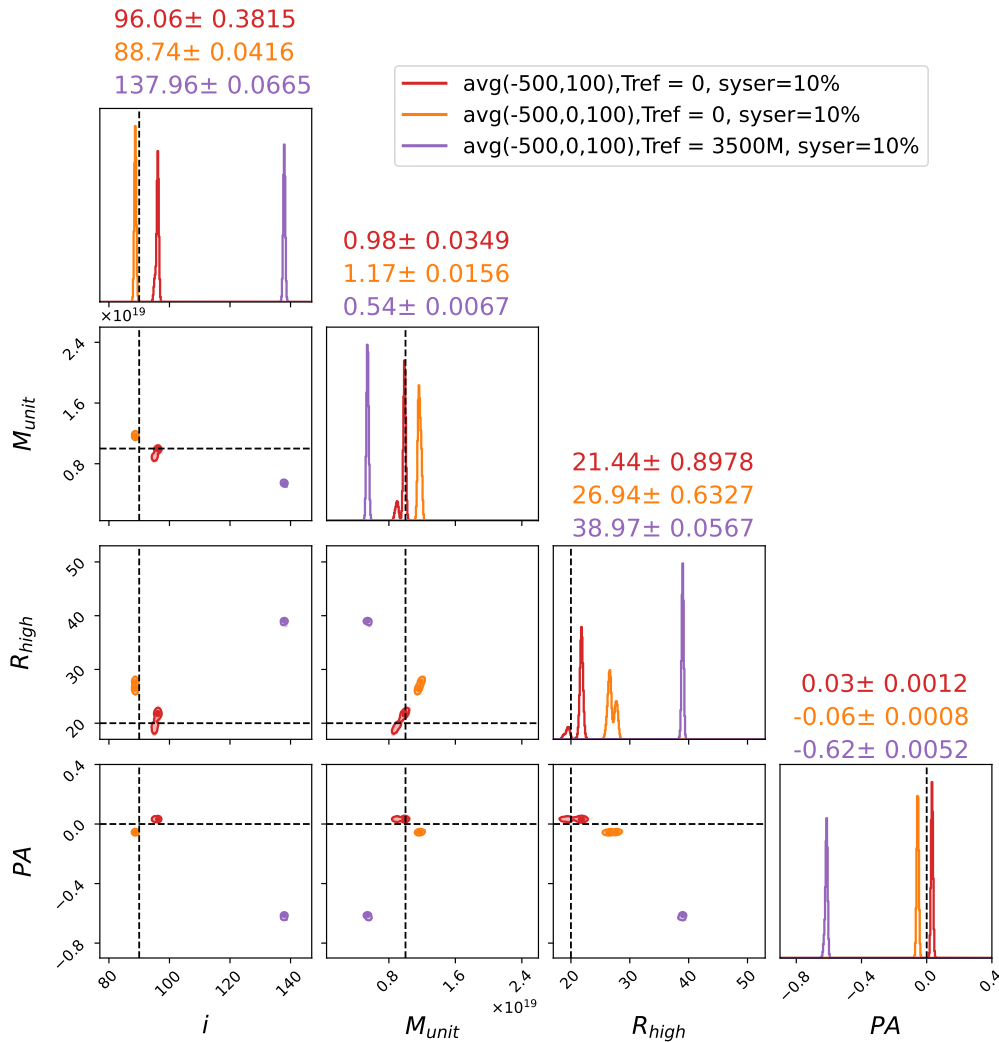 96.06± 0.3815
88.74± 0.0416
137.96± 0.0665
avg(-500,100),Tref = 0, syser=10%
avg(-500,0,100),Tref = 0, syser=10%
avg(-500,0,100),Tref = 3500M, syser=10%
0.98± 0.0349
1.17± 0.0156
0.54± 0.0067
×10¹⁹
2.4
1.6
0.8
M_unit
21.44± 0.8978
26.94± 0.6327
38.97± 0.0567
50
40
30
20
R_high
0.03± 0.0012
-0.06± 0.0008
-0.62± 0.0052
0.4
0.0
−0.4
−0.8
PA
80 100 120 140
0.8 1.6 2.4
×10¹⁹
20 30 40 50
−0.8 −0.4 0.0 0.4
i M_unit R_high PA